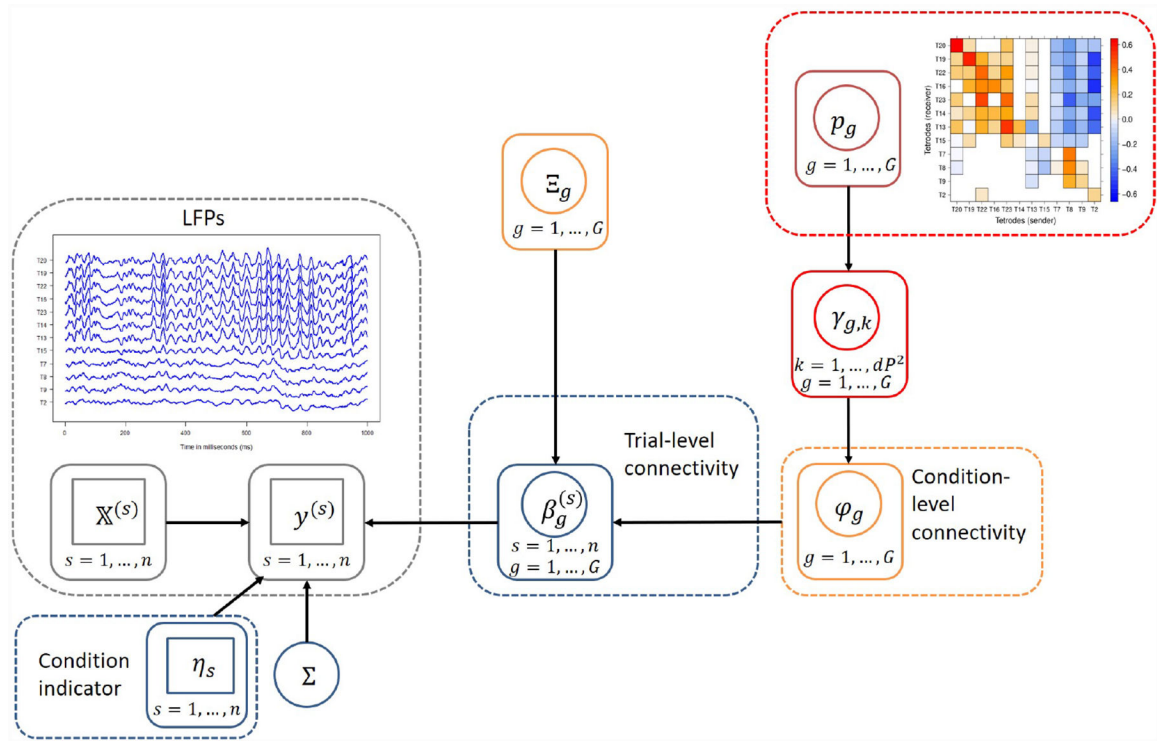 LFPs
T20
T19
T22
T16
T23
T14
T13
T15
T7
T8
T9
T2
0 200 400 600 800 1000
Time in milliseconds (ms)
𝕏^(s)
s = 1, …, n
y^(s)
s = 1, …, n
Condition
indicator
η_s
s = 1, …, n
Σ
Ξ_g
g = 1, …, G
Trial-level
connectivity
β_g^(s)
s = 1, …, n
g = 1, …, G
p_g
g = 1, …, G
Tetrodes (receiver)
T20
T19
T22
T16
T23
T14
T13
T15
T7
T8
T9
T2
T20 T19 T22 T16 T23 T14 T13 T15 T7 T8 T9 T2
Tetrodes (sender)
0.6
0.4
0.2
0.0
−0.2
−0.4
−0.6
γ_g,k
k = 1, …, dP²
g = 1, …, G
φ_g
g = 1, …, G
Condition-
level
connectivity